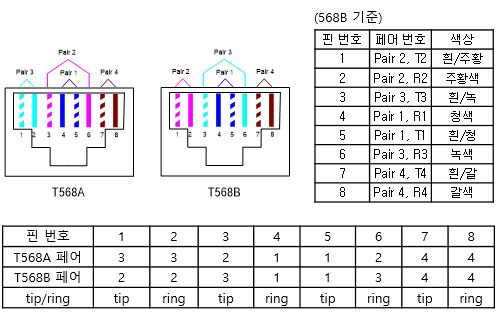 (568B 기준)
핀 번호 페어 번호 색상
1 Pair 2, T2 흰/주황
2 Pair 2, R2 주황색
3 Pair 3, T3 흰/녹
4 Pair 1, R1 청색
5 Pair 1, T1 흰/청
6 Pair 3, R3 녹색
7 Pair 4, T4 흰/갈
8 Pair 4, R4 갈색
Pair 2
Pair 3 Pair 1 Pair 4
1 2 3 4 5 6 7 8
T568A
Pair 3
Pair 2 Pair 1 Pair 4
1 2 3 4 5 6 7 8
T568B
핀 번호 1 2 3 4 5 6 7 8
T568A 페어 3 3 2 1 1 2 4 4
T568B 페어 2 2 3 1 1 3 4 4
tip/ring tip ring tip ring tip ring tip ring